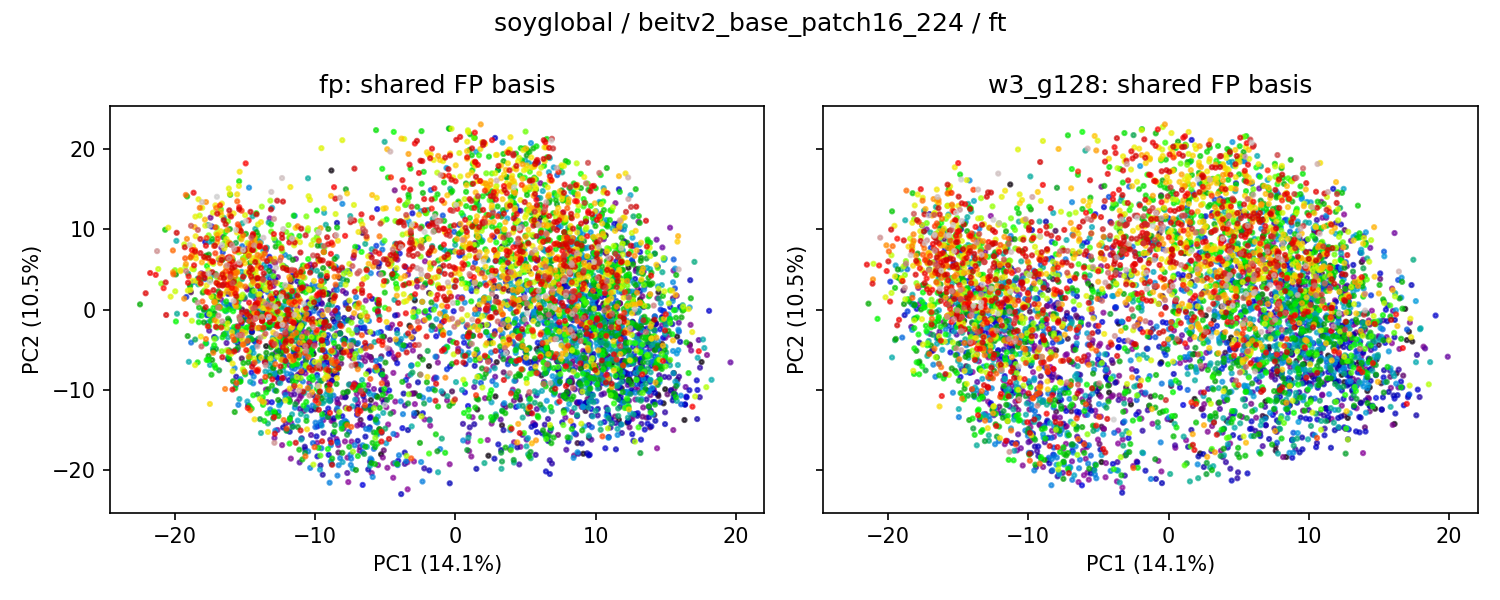 soyglobal / beitv2_base_patch16_224 / ft
fp: shared FP basis
w3_g128: shared FP basis
20
10
0
−10
−20
PC2 (10.5%)
PC2 (10.5%)
−20 −10 0 10 20
−20 −10 0 10 20
PC1 (14.1%)
PC1 (14.1%)